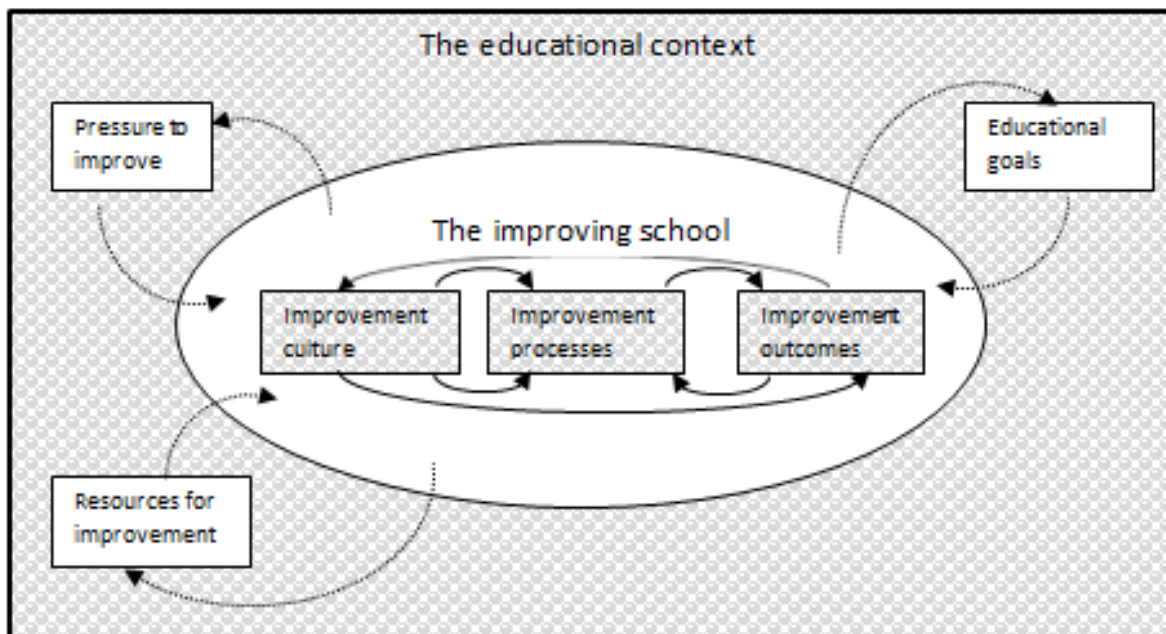 The educational context
Pressure to
improve
Educational
goals
The improving school
Improvement
culture
Improvement
processes
Improvement
outcomes
Resources for
improvement